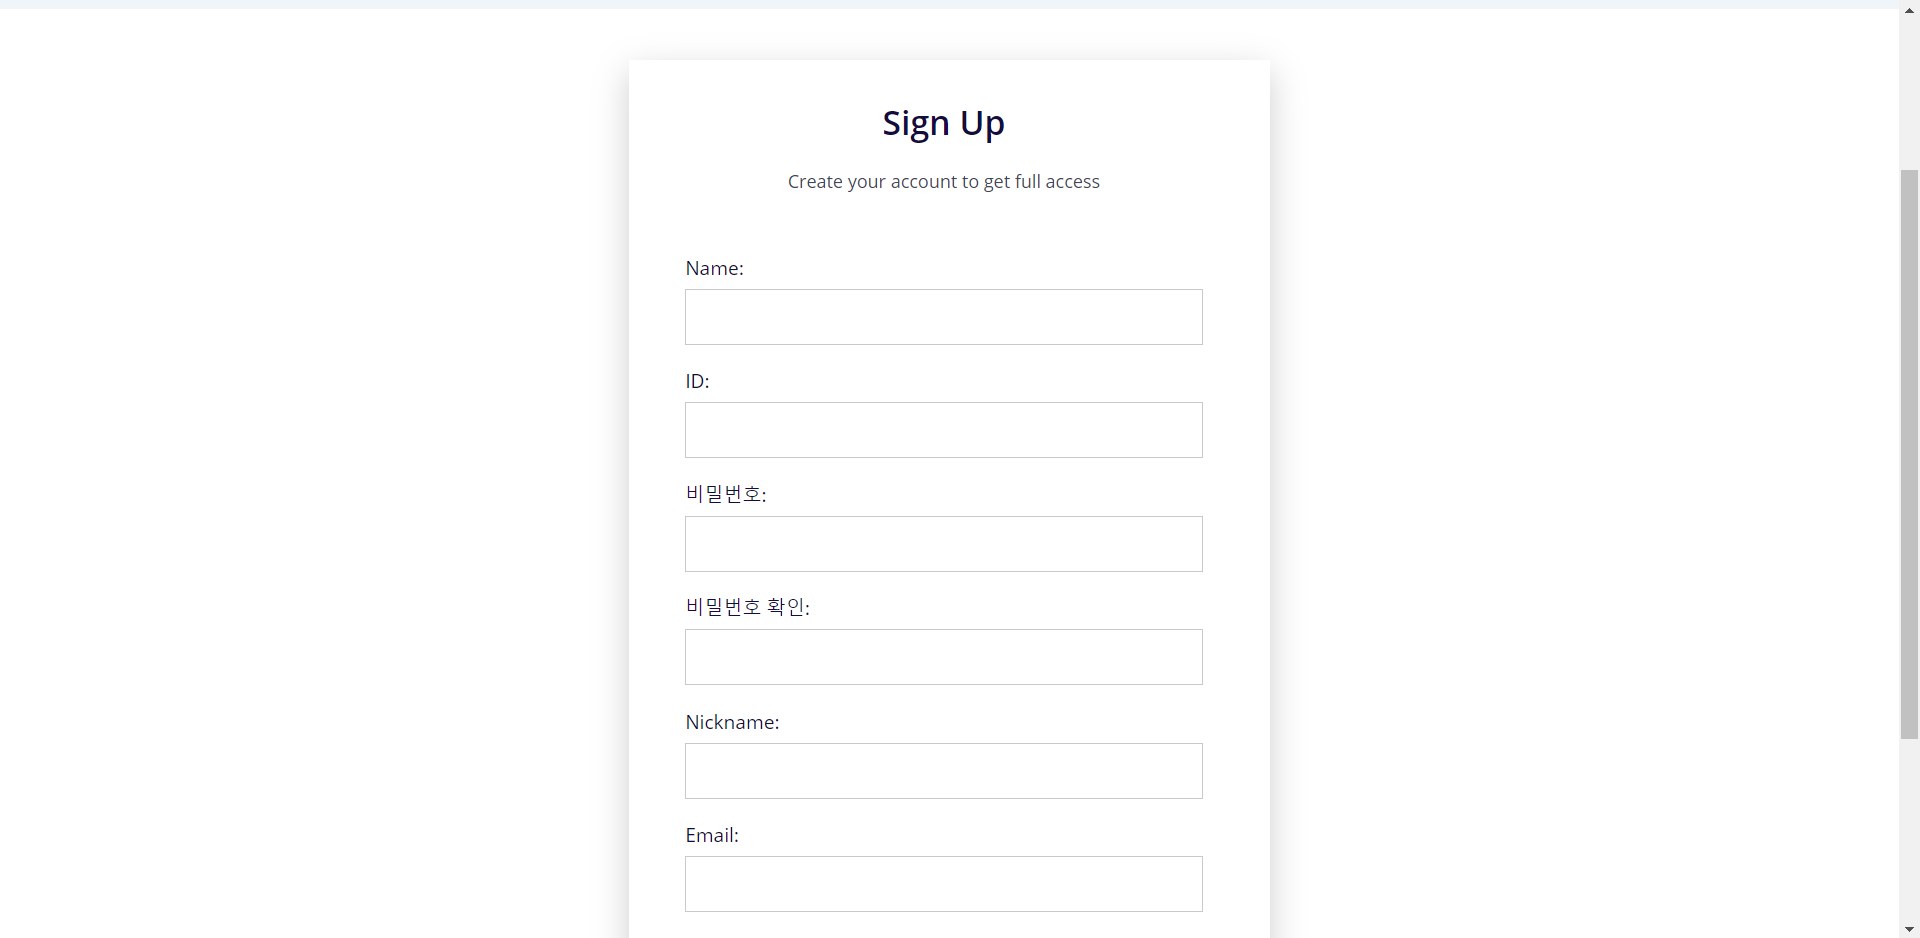 Sign Up
Create your account to get full access
Name:
ID:
비밀번호:
비밀번호 확인:
Nickname:
Email: